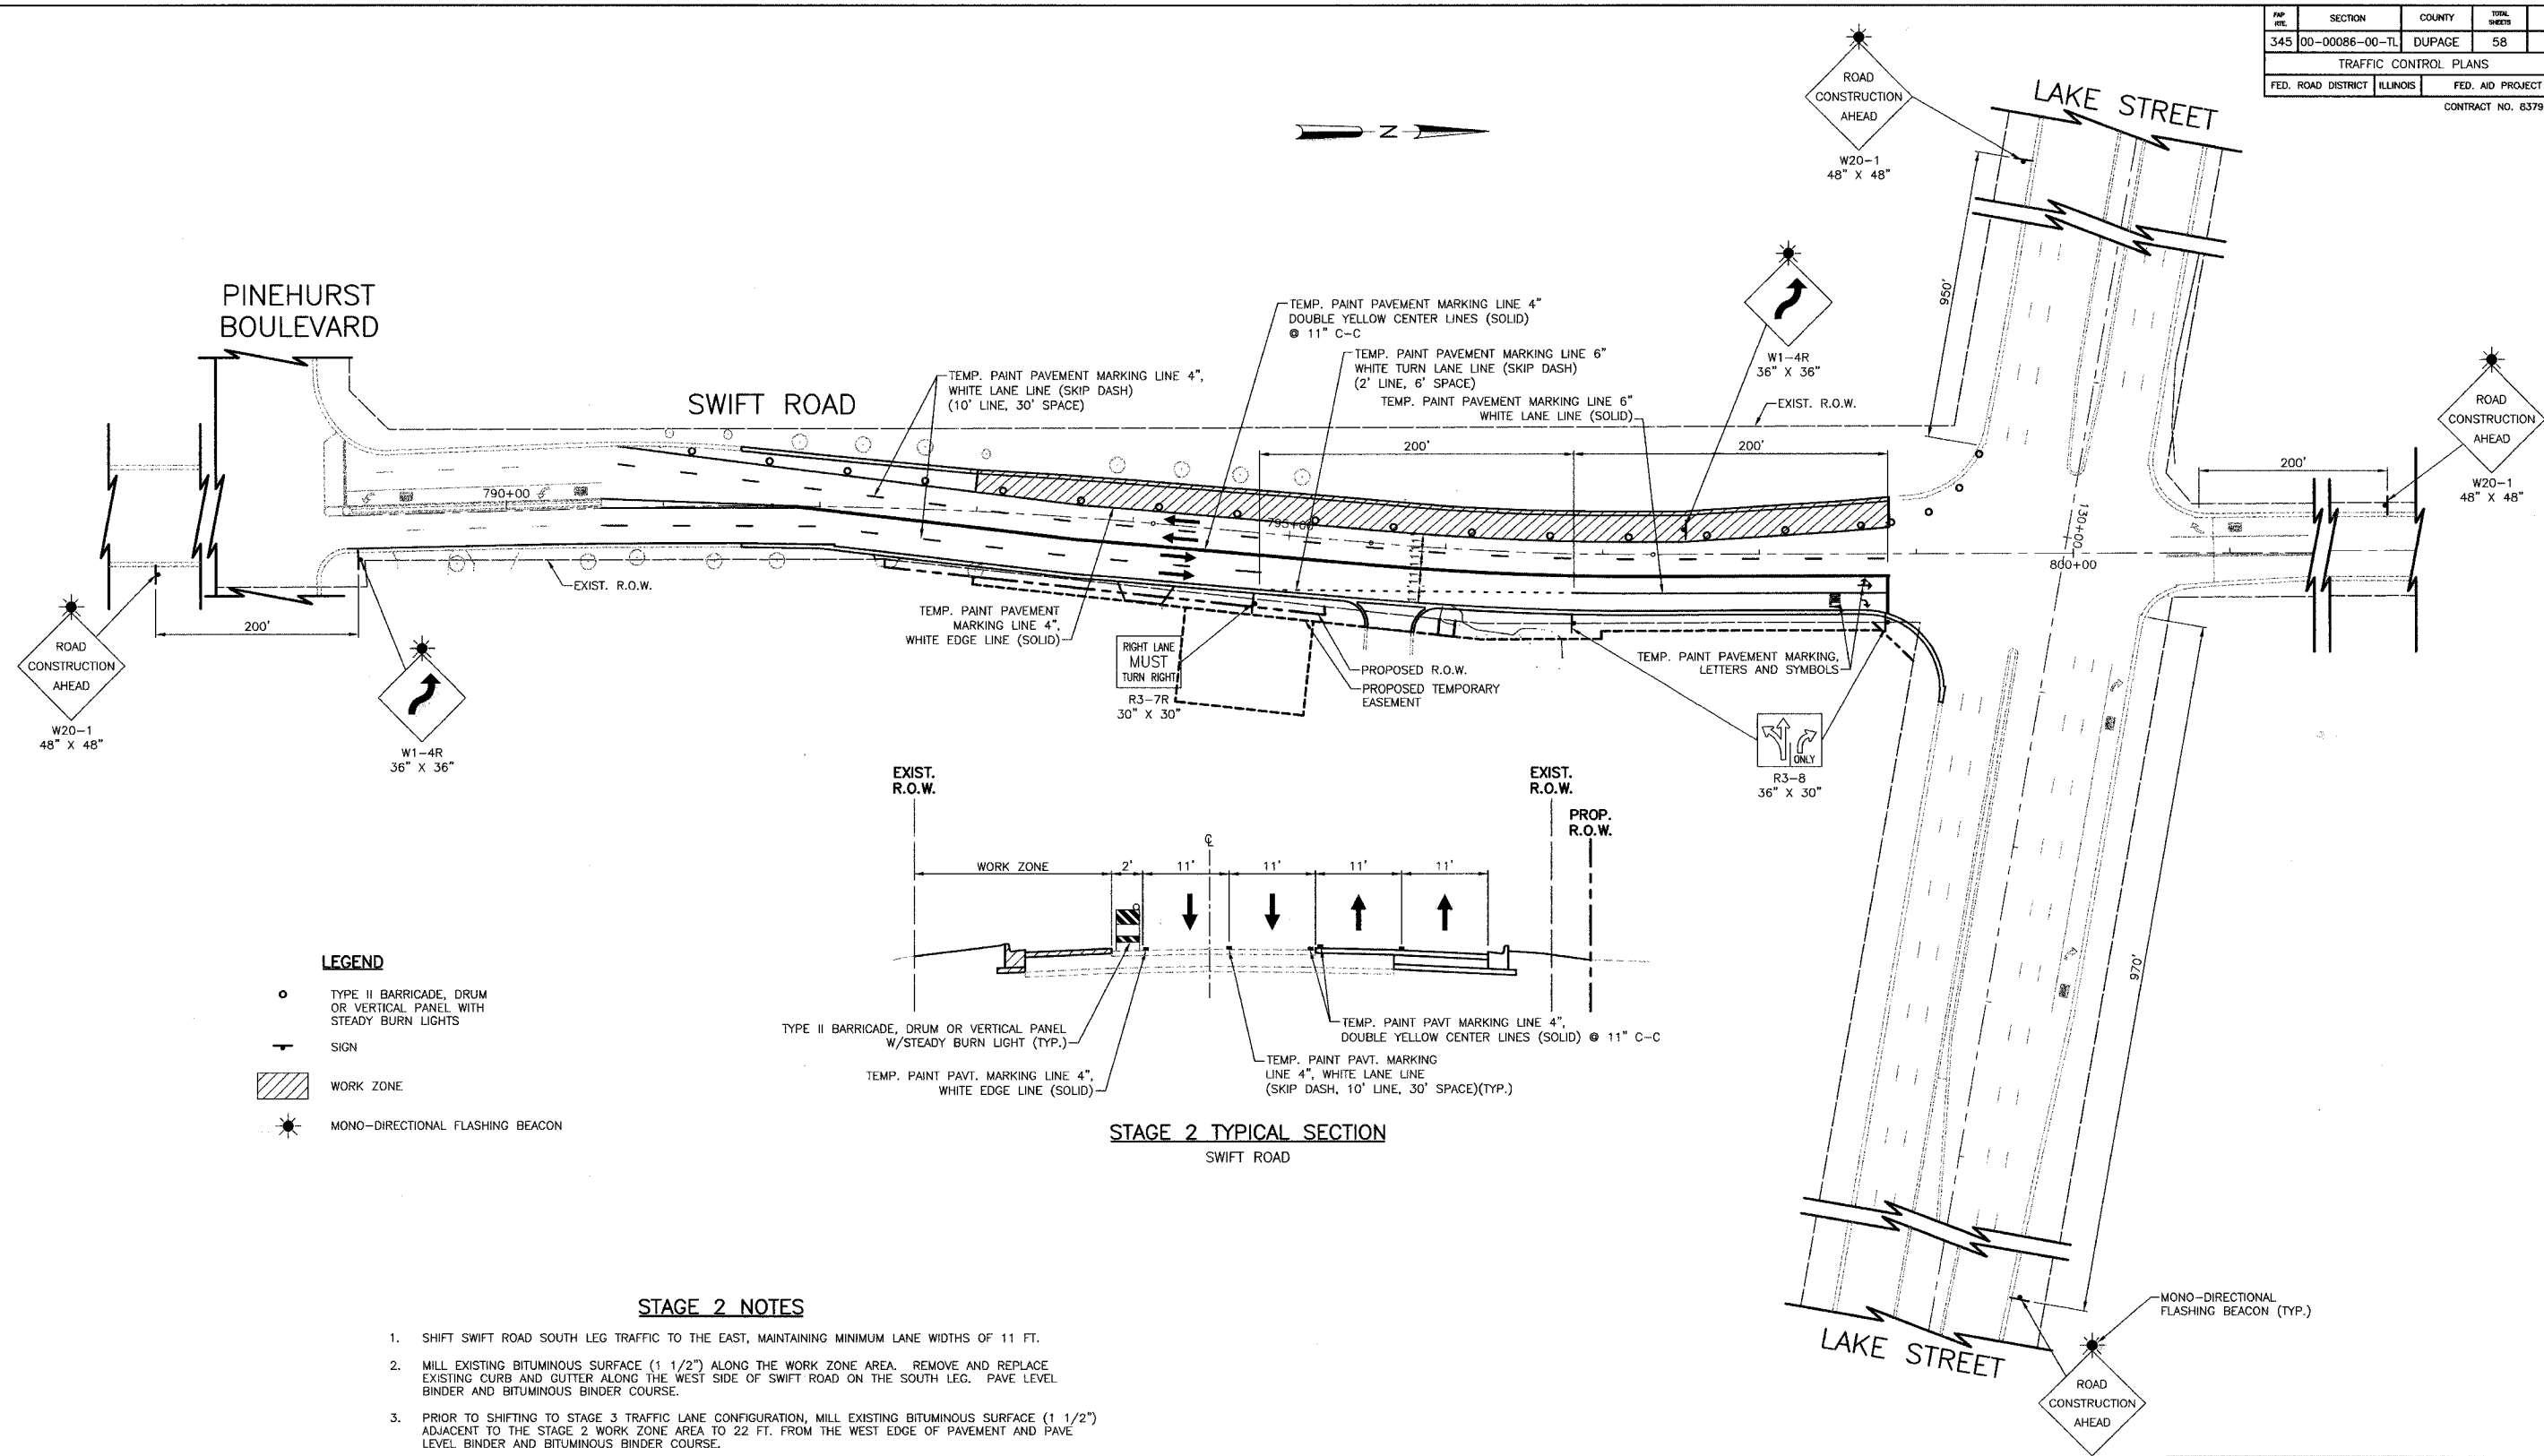 FAP RTE. SECTION COUNTY TOTAL SHEETS
345 00-00086-00-TL DUPAGE 58
TRAFFIC CONTROL PLANS
FED. ROAD DISTRICT ILLINOIS FED. AID PROJECT
CONTRACT NO. 8379
LAKE STREET
ROAD
CONSTRUCTION
AHEAD
W20-1
48" X 48"
N
950'
PINEHURST
BOULEVARD
SWIFT ROAD
TEMP. PAINT PAVEMENT MARKING LINE 4",
WHITE LANE LINE (SKIP DASH)
(10' LINE, 30' SPACE)
TEMP. PAINT PAVEMENT MARKING LINE 4"
DOUBLE YELLOW CENTER LINES (SOLID)
@ 11" C-C
TEMP. PAINT PAVEMENT MARKING LINE 6"
WHITE TURN LANE LINE (SKIP DASH)
(2' LINE, 6' SPACE)
TEMP. PAINT PAVEMENT MARKING LINE 6"
WHITE LANE LINE (SOLID)
W1-4R
36" X 36"
EXIST. R.O.W.
200'
200'
ROAD
CONSTRUCTION
AHEAD
W20-1
48" X 48"
200'
790+00
795+00
11' 11' 11'
130+00
800+00
EXIST. R.O.W.
200'
ROAD
CONSTRUCTION
AHEAD
W20-1
48" X 48"
W1-4R
36" X 36"
TEMP. PAINT PAVEMENT
MARKING LINE 4",
WHITE EDGE LINE (SOLID)
RIGHT LANE
MUST
TURN RIGHT
R3-7R
30" X 30"
PROPOSED R.O.W.
PROPOSED TEMPORARY
EASEMENT
TEMP. PAINT PAVEMENT MARKING,
LETTERS AND SYMBOLS
ONLY
R3-8
36" X 30"
EXIST.
R.O.W.
EXIST.
R.O.W.
PROP.
R.O.W.
WORK ZONE 2' 11' 11' 11' 11'
TYPE II BARRICADE, DRUM OR VERTICAL PANEL
W/STEADY BURN LIGHT (TYP.)
TEMP. PAINT PAVT. MARKING LINE 4",
WHITE EDGE LINE (SOLID)
TEMP. PAINT PAVT MARKING LINE 4",
DOUBLE YELLOW CENTER LINES (SOLID) @ 11" C-C
TEMP. PAINT PAVT. MARKING
LINE 4", WHITE LANE LINE
(SKIP DASH, 10' LINE, 30' SPACE)(TYP.)
STAGE 2 TYPICAL SECTION
SWIFT ROAD
LEGEND
TYPE II BARRICADE, DRUM
OR VERTICAL PANEL WITH
STEADY BURN LIGHTS
SIGN
WORK ZONE
MONO-DIRECTIONAL FLASHING BEACON
970'
MONO-DIRECTIONAL
FLASHING BEACON (TYP.)
LAKE STREET
ROAD
CONSTRUCTION
AHEAD
STAGE 2 NOTES
1. SHIFT SWIFT ROAD SOUTH LEG TRAFFIC TO THE EAST, MAINTAINING MINIMUM LANE WIDTHS OF 11 FT.
2. MILL EXISTING BITUMINOUS SURFACE (1 1/2") ALONG THE WORK ZONE AREA. REMOVE AND REPLACE
EXISTING CURB AND GUTTER ALONG THE WEST SIDE OF SWIFT ROAD ON THE SOUTH LEG. PAVE LEVEL
BINDER AND BITUMINOUS BINDER COURSE.
3. PRIOR TO SHIFTING TO STAGE 3 TRAFFIC LANE CONFIGURATION, MILL EXISTING BITUMINOUS SURFACE (1 1/2")
ADJACENT TO THE STAGE 2 WORK ZONE AREA TO 22 FT. FROM THE WEST EDGE OF PAVEMENT AND PAVE
LEVEL BINDER AND BITUMINOUS BINDER COURSE.